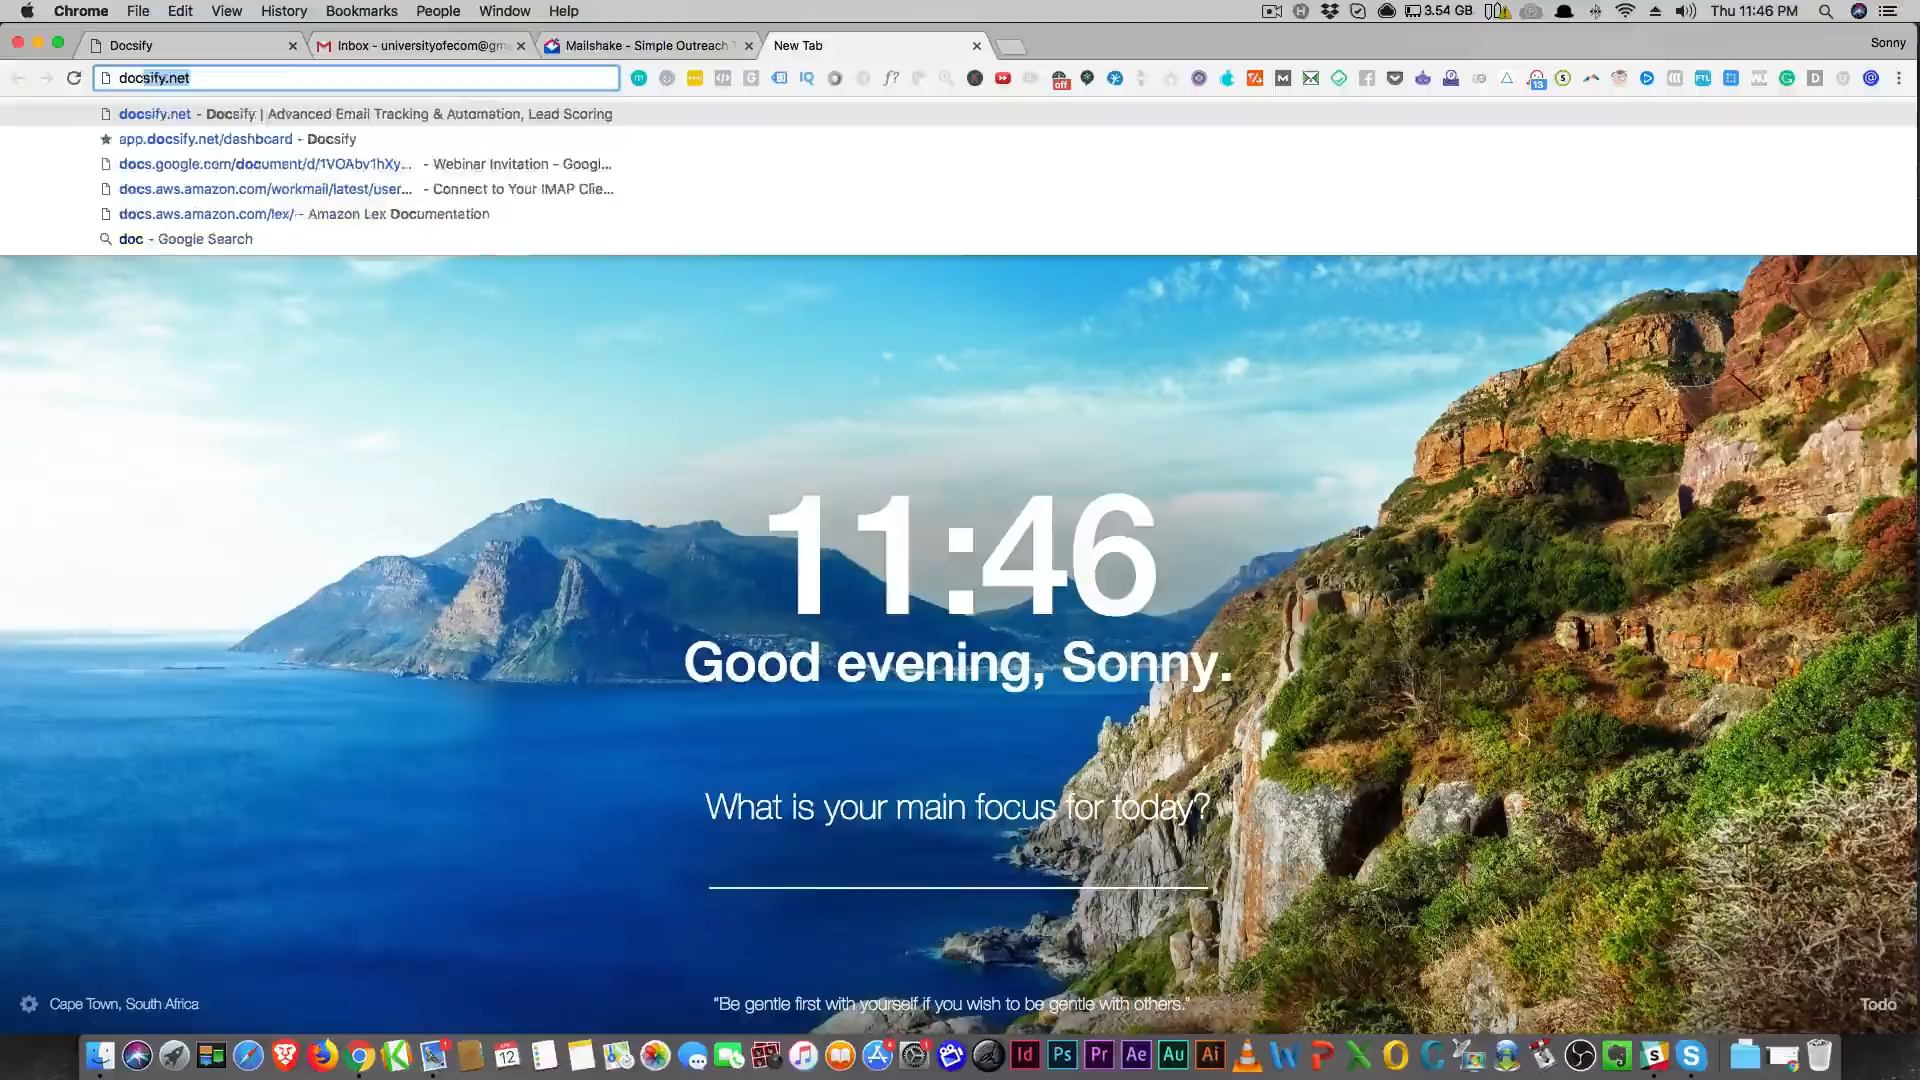 Chrome File Edit View History Bookmarks People Window Help 3.54 GB Thu 11:46 PM
Docsify Inbox - universityofecom@gm Mailshake - Simple Outreach T New Tab Sonny
docsify.net
docsify.net - Docsify | Advanced Email Tracking & Automation, Lead Scoring
app.docsify.net/dashboard - Docsify
docs.google.com/document/d/1VOAbv1hXy... - Webinar Invitation - Googl...
docs.aws.amazon.com/workmail/latest/user... - Connect to Your IMAP Clie...
docs.aws.amazon.com/lex/ - Amazon Lex Documentation
doc - Google Search
11:46
Good evening, Sonny.
What is your main focus for today?
Cape Town, South Africa
"Be gentle first with yourself if you wish to be gentle with others."
Todo